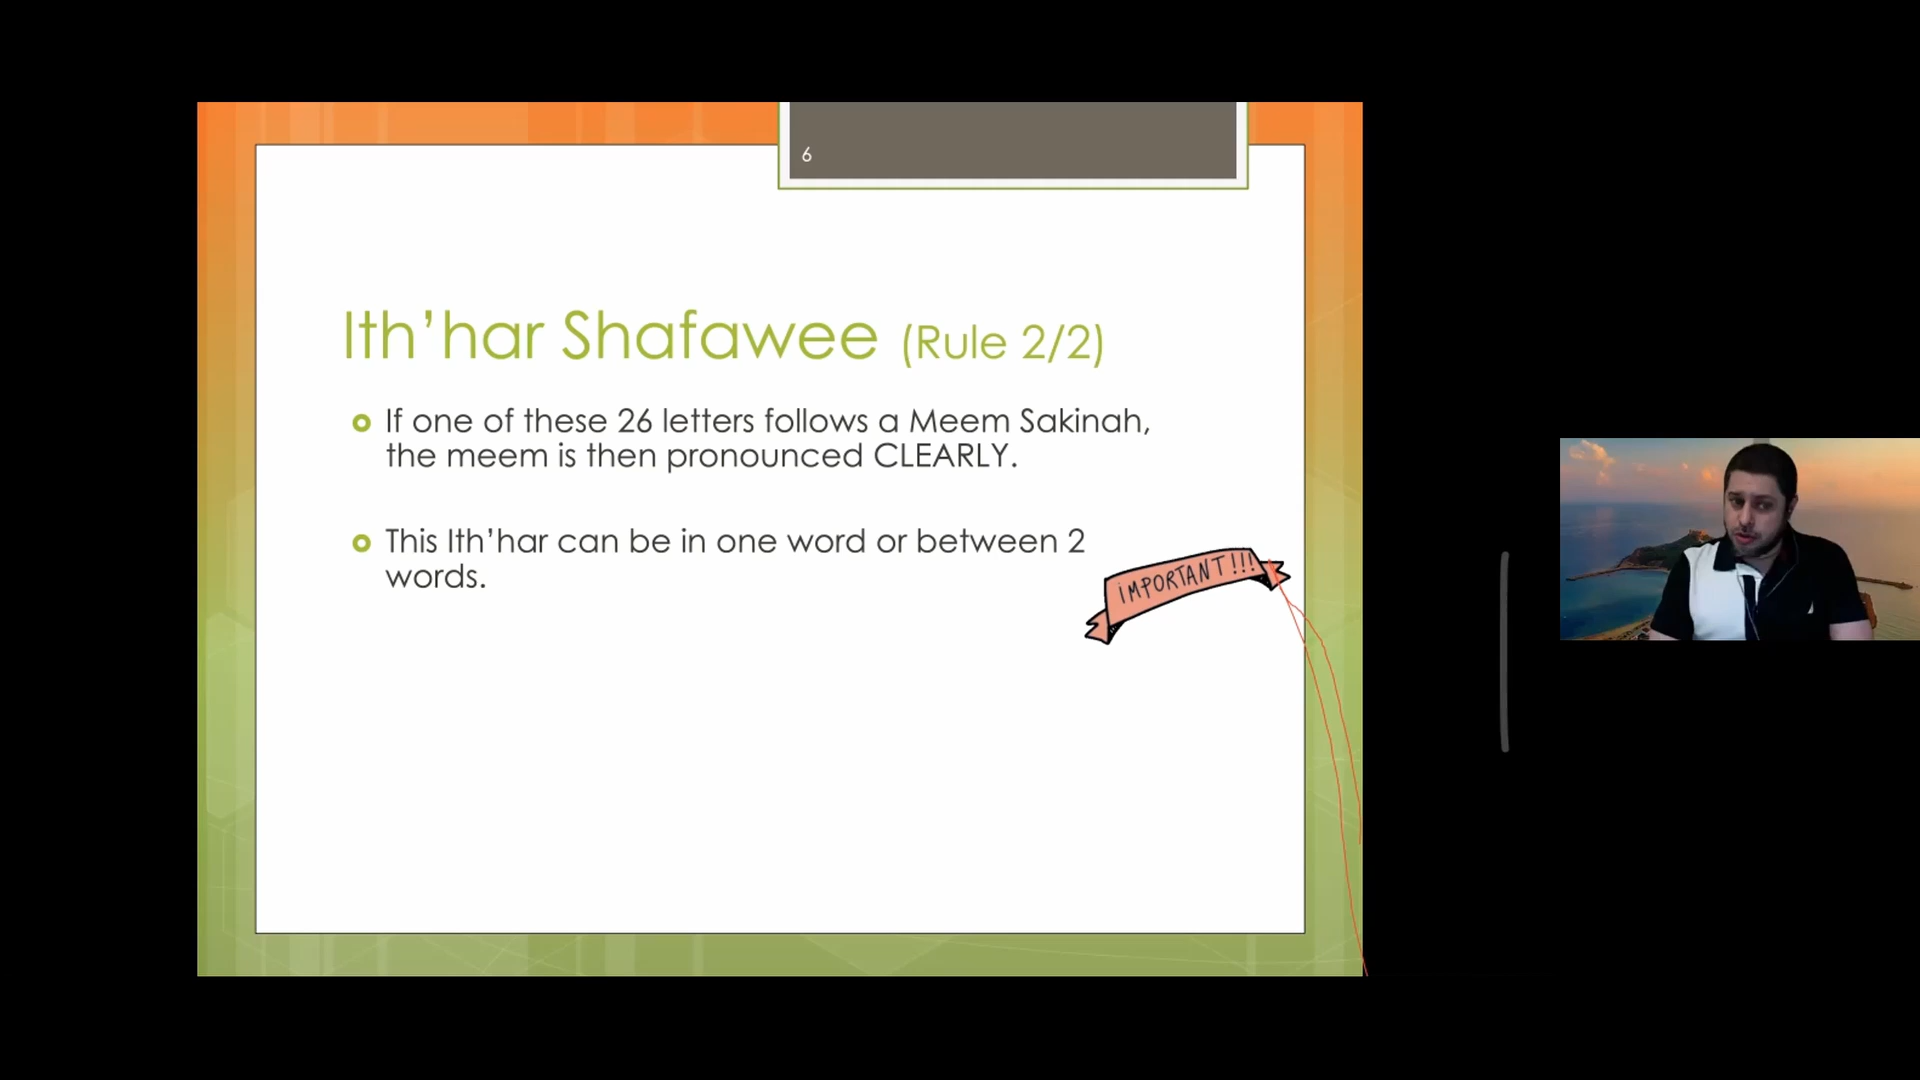 6
Ith’har Shafawee (Rule 2/2)
If one of these 26 letters follows a Meem Sakinah,
the meem is then pronounced CLEARLY.
This Ith’har can be in one word or between 2
words.
IMPORTANT!!!